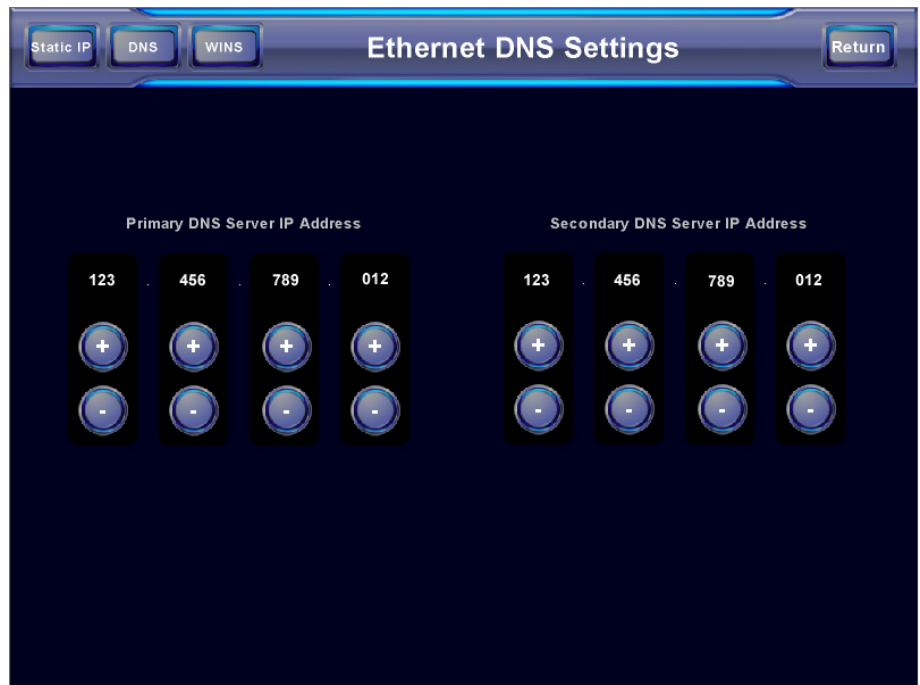 Static IP DNS WINS Ethernet DNS Settings Return
Primary DNS Server IP Address Secondary DNS Server IP Address
123 . 456 . 789 . 012 123 . 456 . 789 . 012
+ + + + + + + +
- - - - - - - -